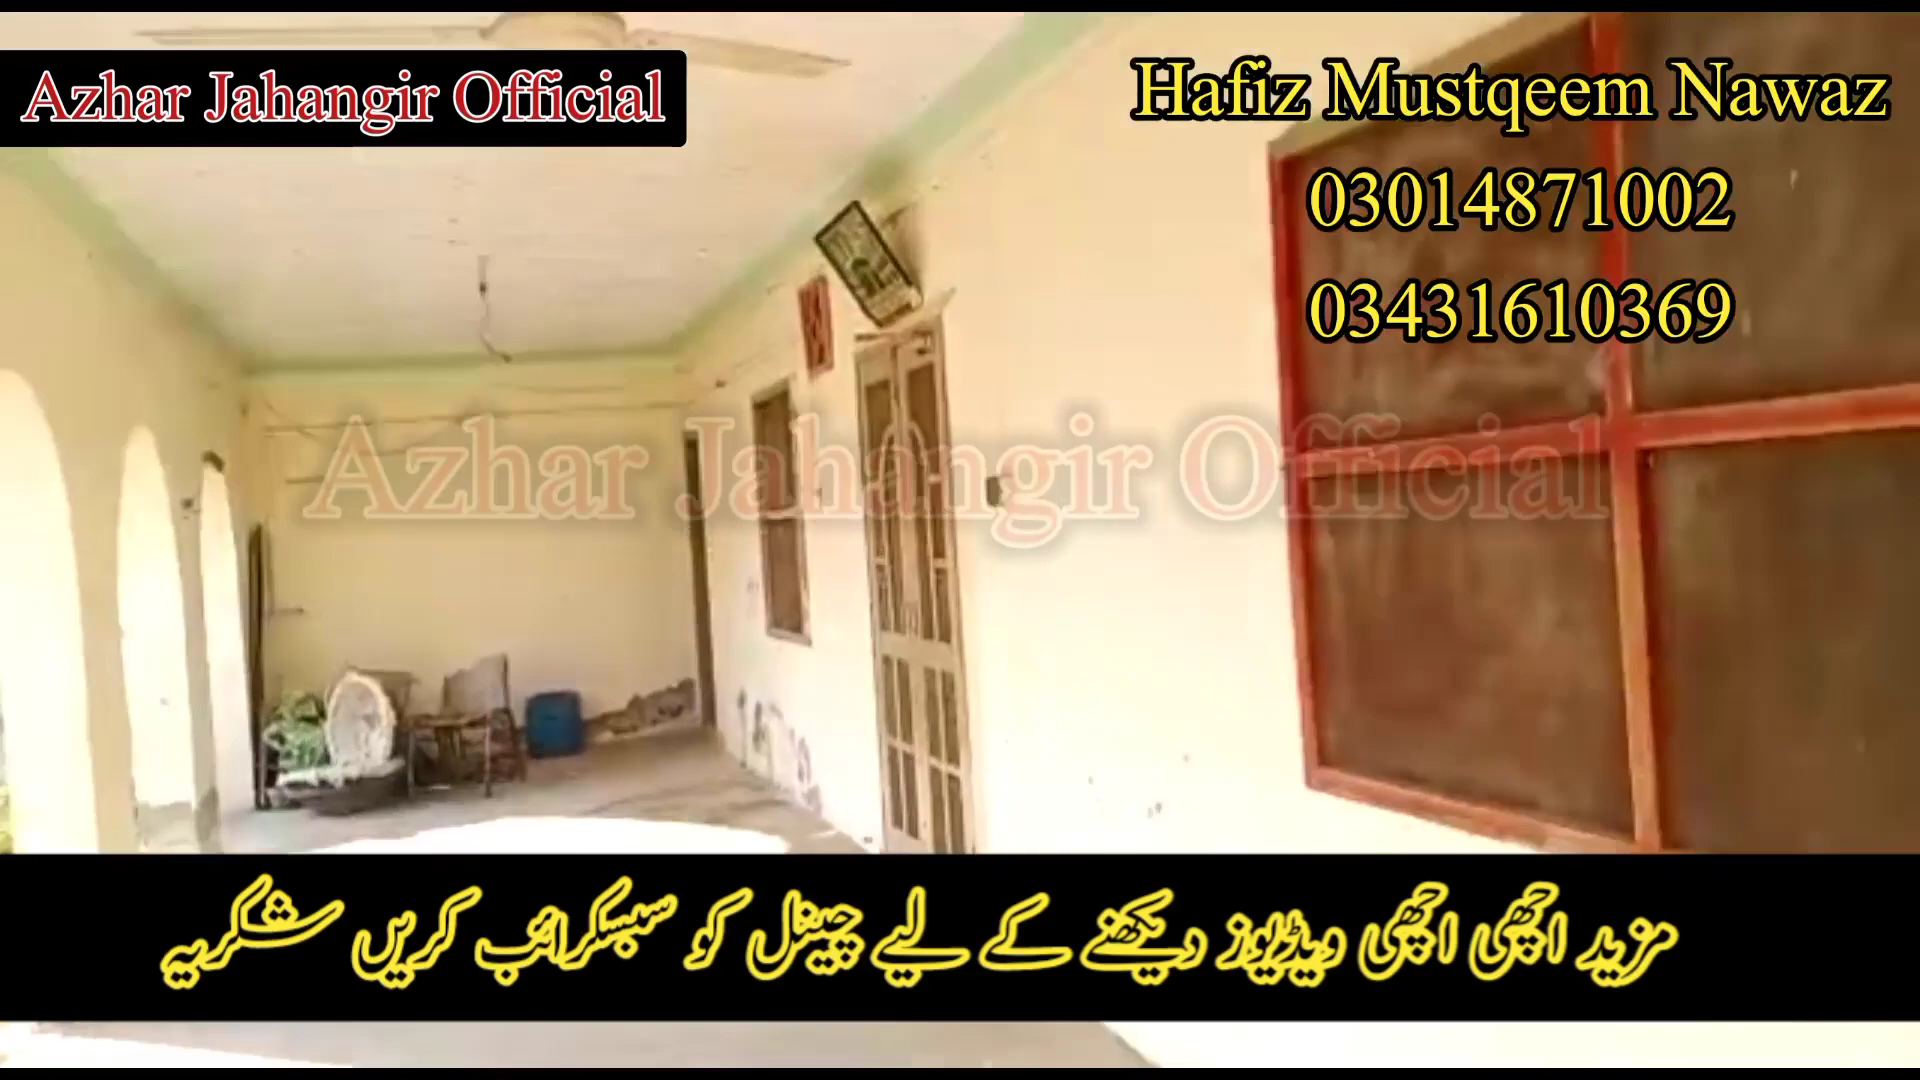 Azhar Jahangir Official
Hafiz Mustqeem Nawaz
03014871002
03431610369
Azhar Jahangir Official
مزید اچھی اچھی ویڈیوز دیکھنے کے لیے چینل کو سبسکرائب کریں شکریہ